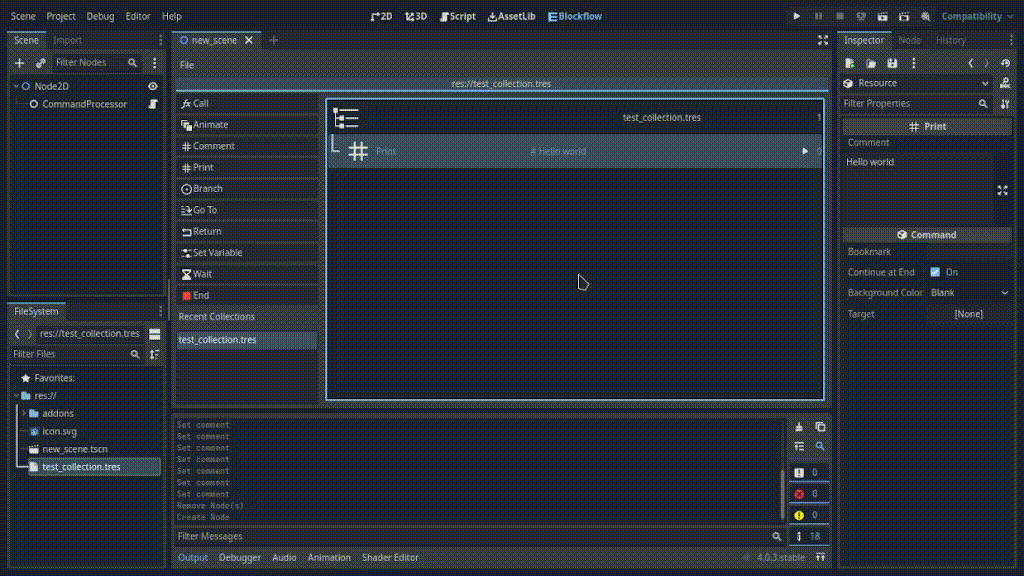 Scene Project Debug Editor Help
2D 3D Script AssetLib Blockflow
Compatibility
Scene Import
Filter Nodes
Node2D
CommandProcessor
FileSystem
res://test_collection.tres
Filter Files
Favorites:
res://
addons
icon.svg
new_scene.tscn
test_collection.tres
new_scene
File
res://test_collection.tres
Call
Animate
Comment
Print
Branch
Go To
Return
Set Variable
Wait
End
Recent Collections
test_collection.tres
test_collection.tres 1
Print # Hello world 0
Set comment
Set comment
Set comment
Set comment
Set comment
Set comment
Set comment
Remove Node(s)
Create Node
0
0
0
Filter Messages 18
Output Debugger Audio Animation Shader Editor 4.0.3.stable
Inspector Node History
Resource
Filter Properties
Print
Comment
Hello world
Command
Bookmark
Continue at End On
Background Color Blank
Target [None]